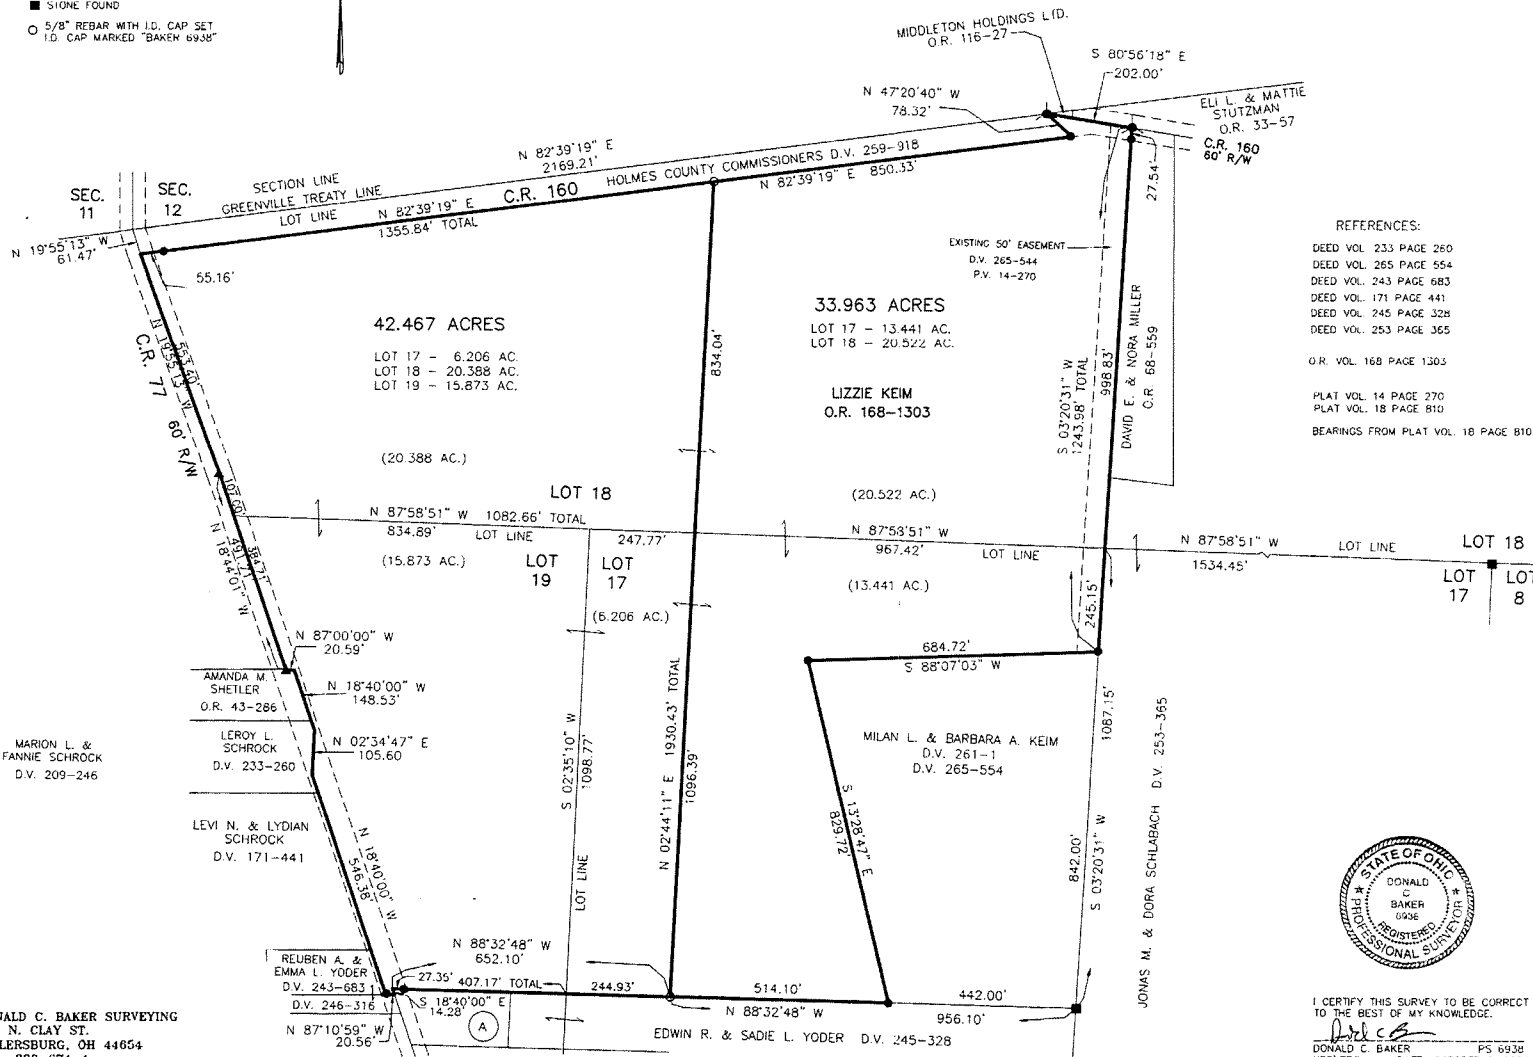 ■ STONE FOUND
○ 5/8" REBAR WITH I.D. CAP SET
I.D. CAP MARKED "BAKER 6938"
MIDDLETON HOLDINGS LTD.
O.R. 116-27
S 80°56'18" E
202.00'
N 47°20'40" W
78.32'
ELI L. & MATTIE
STUTZMAN
O.R. 33-57
C.R. 160
60' R/W
27.54'
N 82°39'19" E
2169.21'
SECTION LINE
GREENVILLE TREATY LINE
LOT LINE
C.R. 160
HOLMES COUNTY COMMISSIONERS D.V. 259-918
N 82°39'19" E 850.33'
N 82°39'19" E
1355.84' TOTAL
SEC.
11
SEC.
12
N 19°55'13" W
61.47'
55.16'
EXISTING 50' EASEMENT
D.V. 265-544
P.V. 14-270
REFERENCES:
DEED VOL. 233 PAGE 260
DEED VOL. 265 PAGE 554
DEED VOL. 243 PAGE 683
DEED VOL. 171 PAGE 441
DEED VOL. 245 PAGE 328
DEED VOL. 253 PAGE 365
O.R. VOL. 168 PAGE 1303
PLAT VOL. 14 PAGE 270
PLAT VOL. 18 PAGE 810
BEARINGS FROM PLAT VOL. 18 PAGE 810
42.467 ACRES
LOT 17 - 6.206 AC.
LOT 18 - 20.388 AC.
LOT 19 - 15.873 AC.
33.963 ACRES
LOT 17 - 13.441 AC.
LOT 18 - 20.522 AC.
LIZZIE KEIM
O.R. 168-1303
834.04'
553.40'
N 19°55'13" W
C.R. 77
60' R/W
S 03°20'31" W
1243.98' TOTAL
998.83'
DAVID E. & NORA MILLER
O.R. 68-559
(20.388 AC.)
(20.522 AC.)
LOT 18
107.00'
N 87°58'51" W 1082.66' TOTAL
834.89'
LOT LINE
247.77'
N 87°58'51" W
967.42'
LOT LINE
N 87°58'51" W
1534.45'
LOT LINE
LOT 18
LOT
17
LOT
8
(15.873 AC.)
LOT
19
LOT
17
(6.206 AC.)
(13.441 AC.)
384.71'
491.71'
N 18°44'01" W
245.15'
684.72'
S 88°07'03" W
N 87°00'00" W
20.59'
AMANDA M.
SHETLER
O.R. 43-286
N 18°40'00" W
148.53'
LEROY L.
SCHROCK
D.V. 233-260
N 02°34'47" E
105.60
MARION L. &
FANNIE SCHROCK
D.V. 209-246
LEVI N. & LYDIAN
SCHROCK
D.V. 171-441
N 18°40'00" W
546.38'
S 02°35'10" W
1098.77'
LOT LINE
N 02°44'11" E 1930.43' TOTAL
1096.39'
MILAN L. & BARBARA A. KEIM
D.V. 261-1
D.V. 265-554
S 13°28'47" E
829.72'
1087.15'
842.00'
S 03°20'31" W
JONAS M. & DORA SCHLABACH D.V. 253-365
REUBEN A. &
EMMA L. YODER
D.V. 243-683
D.V. 246-316
N 87°10'59" W
20.56'
N 88°32'48" W
652.10'
27.35'
407.17' TOTAL
244.93'
S 18°40'00" E
14.28'
A
514.10'
N 88°32'48" W
442.00'
956.10'
EDWIN R. & SADIE L. YODER D.V. 245-328
STATE OF OHIO
DONALD
C
BAKER
6938
REGISTERED
PROFESSIONAL SURVEYOR
NALD C. BAKER SURVEYING
N. CLAY ST.
LERSBURG, OH 44654
I CERTIFY THIS SURVEY TO BE CORRECT
TO THE BEST OF MY KNOWLEDGE.
DONALD C. BAKER PS 6938